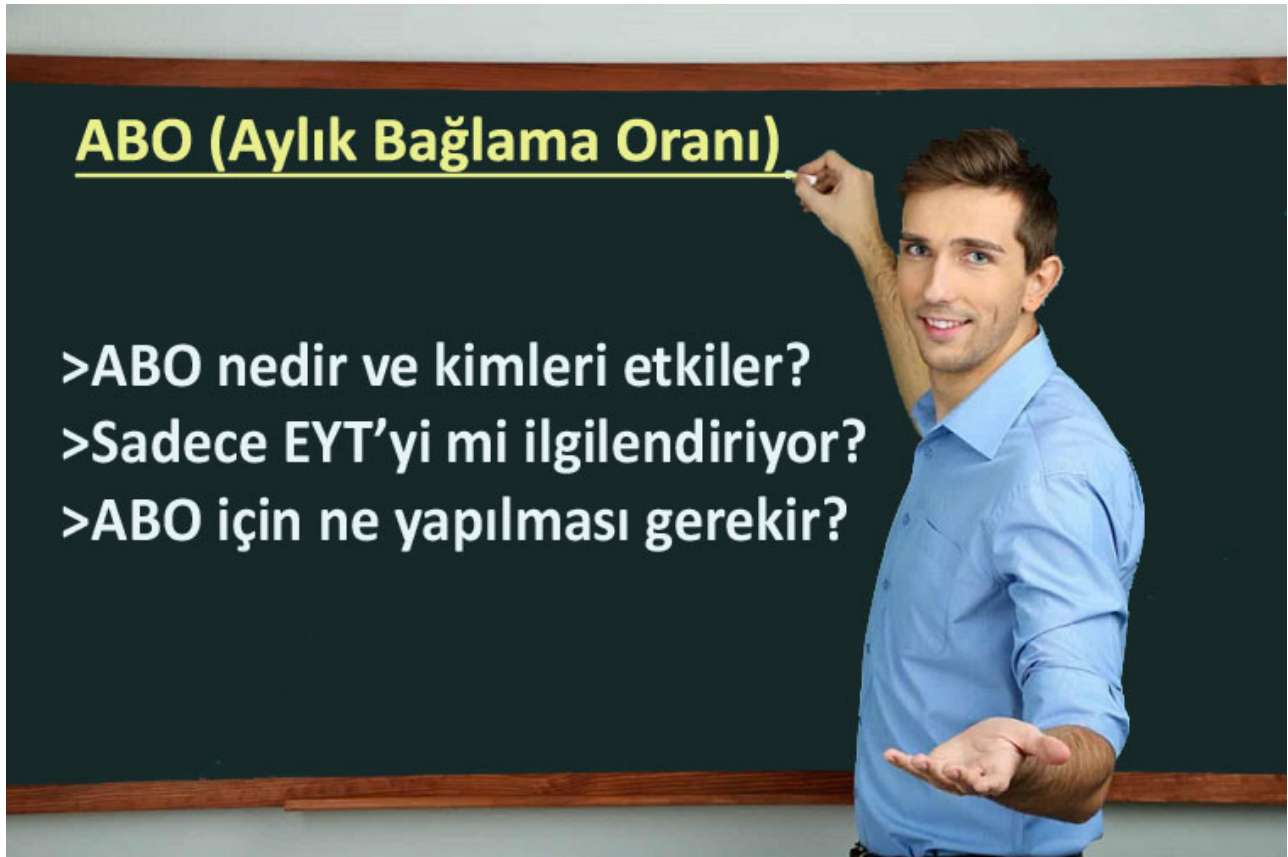 ABO (Aylık Bağlama Oranı)
>ABO nedir ve kimleri etkiler?
>Sadece EYT’yi mi ilgilendiriyor?
>ABO için ne yapılması gerekir?